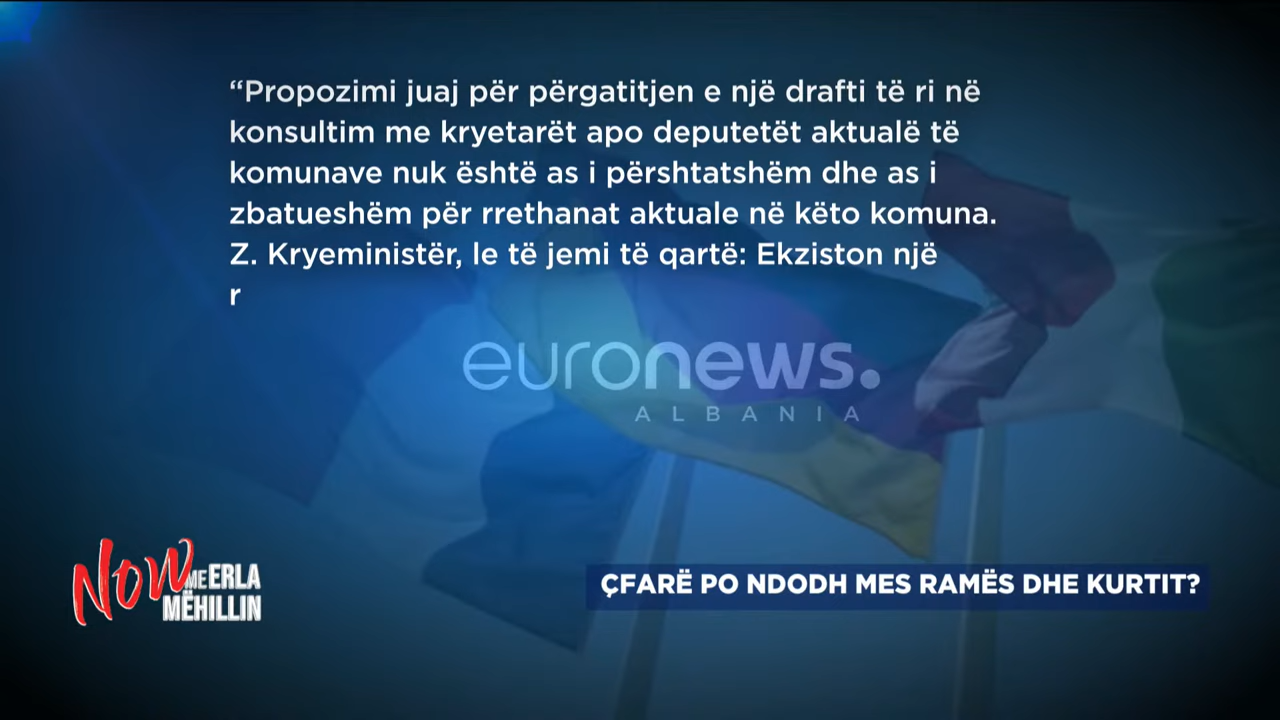 “Propozimi juaj për përgatitjen e një drafti të ri në
konsultim me kryetarët apo deputetët aktualë të
komunave nuk është as i përshtatshëm dhe as i
zbatueshëm për rrethanat aktuale në këto komuna.
Z. Kryeministër, le të jemi të qartë: Ekziston një
r
euronews.
ALBANIA
NOW ME ERLA
MËHILLIN
ÇFARË PO NDODH MES RAMËS DHE KURTIT?